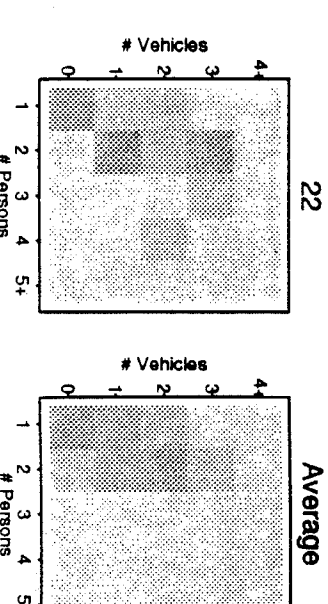 # Vehicles
22
0 1 2 3 4+
1 2 3 4 5+
# Persons
# Vehicles
Average
0 1 2 3 4+
1 2 3 4
# Persons